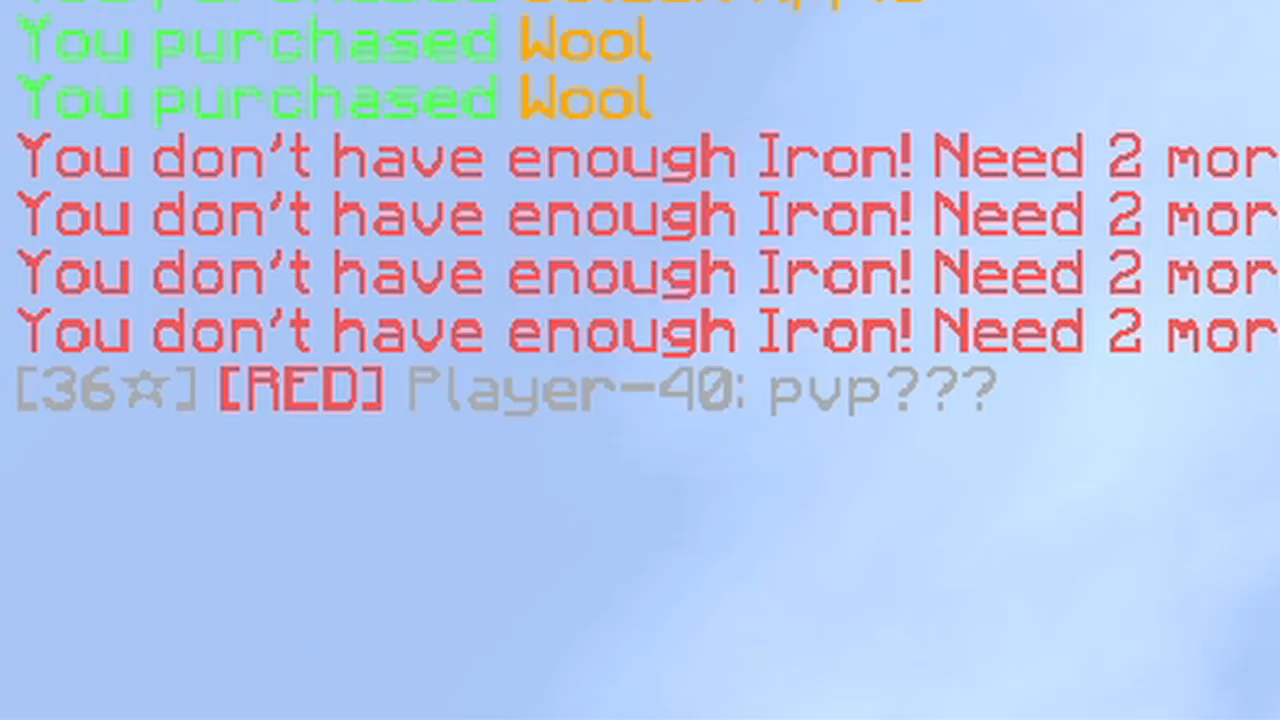 You purchased
You purchased Wool
You purchased Wool
You don't have enough Iron! Need 2 mor
You don't have enough Iron! Need 2 mor
You don't have enough Iron! Need 2 mor
You don't have enough Iron! Need 2 mor
[36☆] [RED] Player-40: pvp???